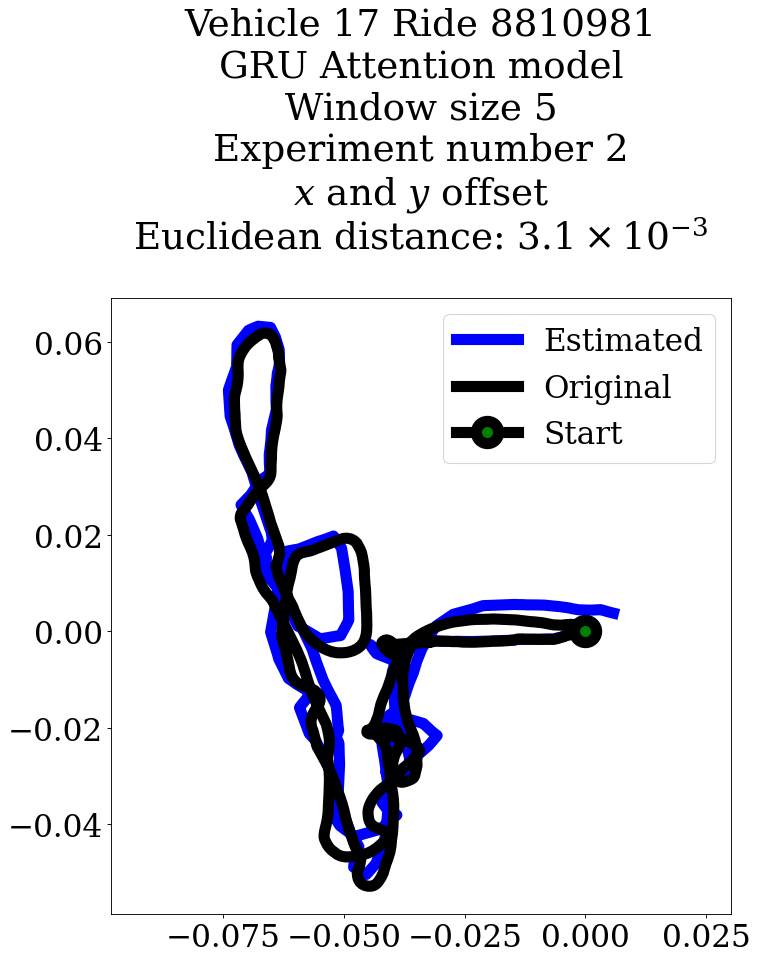 Vehicle 17 Ride 8810981
GRU Attention model
Window size 5
Experiment number 2
x and y offset
Euclidean distance: 3.1 × 10⁻³
Estimated
Original
Start
0.06
0.04
0.02
0.00
−0.02
−0.04
−0.075 −0.050 −0.025 0.000 0.025